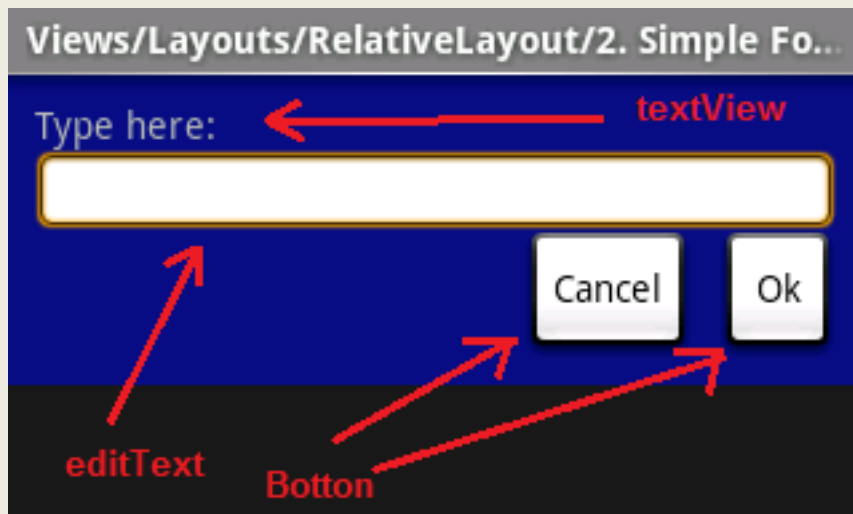 Views/Layouts/RelativeLayout/2. Simple Fo...
Type here:
textView
Cancel
Ok
editText
Botton